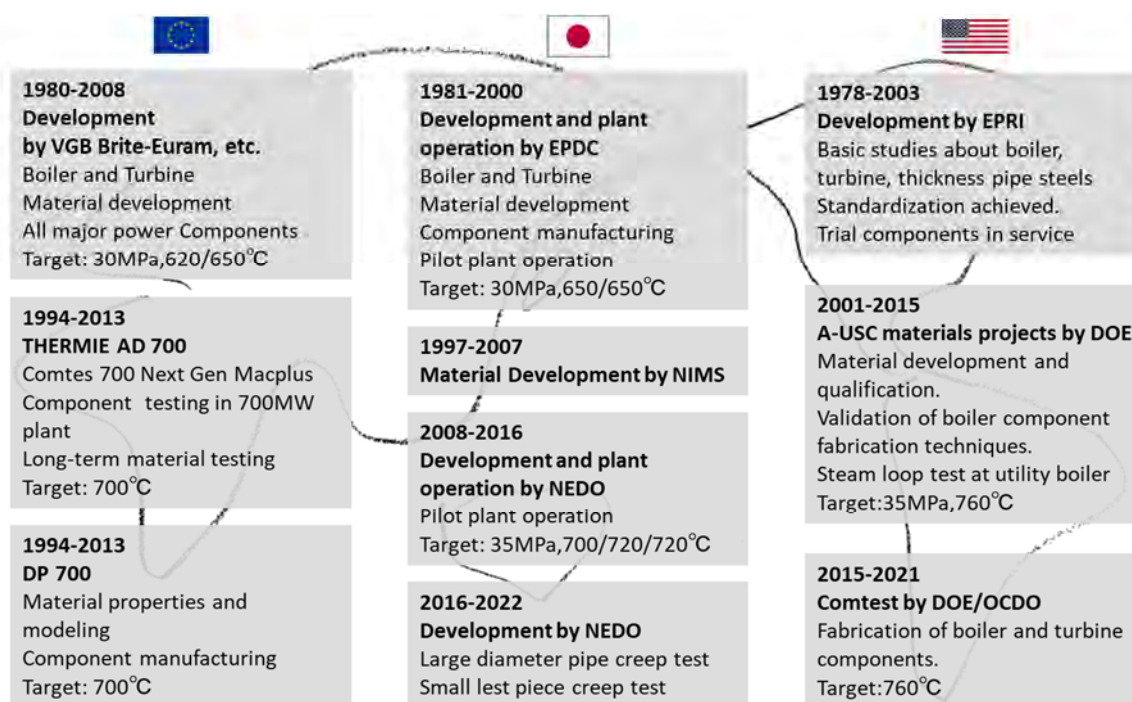 1980-2008
Development
by VGB Brite-Euram, etc.
Boiler and Turbine
Material development
All major power Components
Target: 30MPa,620/650℃
1994-2013
THERMIE AD 700
Comtes 700 Next Gen Macplus
Component testing in 700MW
plant
Long-term material testing
Target: 700℃
1994-2013
DP 700
Material properties and
modeling
Component manufacturing
Target: 700℃
1981-2000
Development and plant
operation by EPDC
Boiler and Turbine
Material development
Component manufacturing
Pilot plant operation
Target: 30MPa,650/650℃
1997-2007
Material Development by NIMS
2008-2016
Development and plant
operation by NEDO
Pilot plant operation
Target: 35MPa,700/720/720℃
2016-2022
Development by NEDO
Large diameter pipe creep test
Small lest piece creep test
1978-2003
Development by EPRI
Basic studies about boiler,
turbine, thickness pipe steels
Standardization achieved.
Trial components in service
2001-2015
A-USC materials projects by DOE
Material development and
qualification.
Validation of boiler component
fabrication techniques.
Steam loop test at utility boiler
Target:35MPa,760℃
2015-2021
Comtest by DOE/OCDO
Fabrication of boiler and turbine
components.
Target:760℃